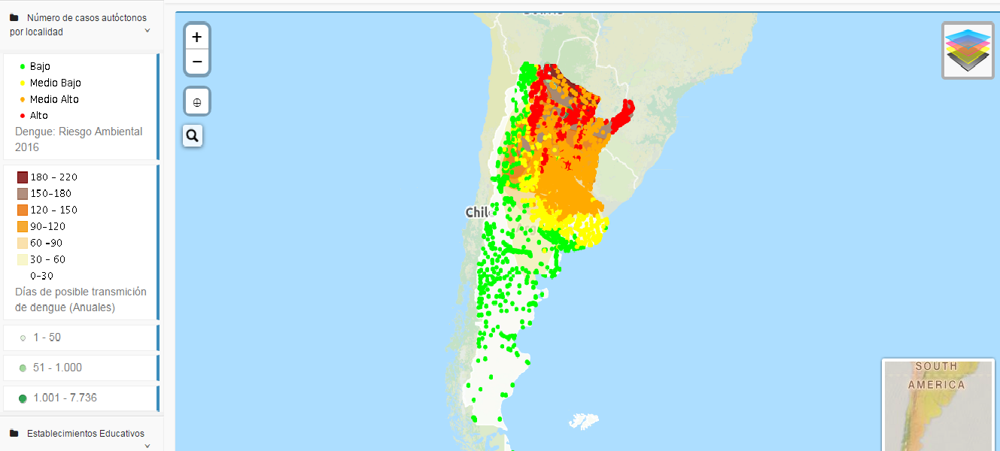 Número de casos autóctonos
por localidad
Bajo
Medio Bajo
Medio Alto
Alto
Dengue: Riesgo Ambiental
2016
180 - 220
150-180
120 - 150
90-120
60 -90
30 - 60
0-30
Días de posible transmición
de dengue (Anuales)
1 - 50
51 - 1.000
1.001 - 7.736
Establecimientos Educativos
+
−
Chile
SOUTH
AMERICA